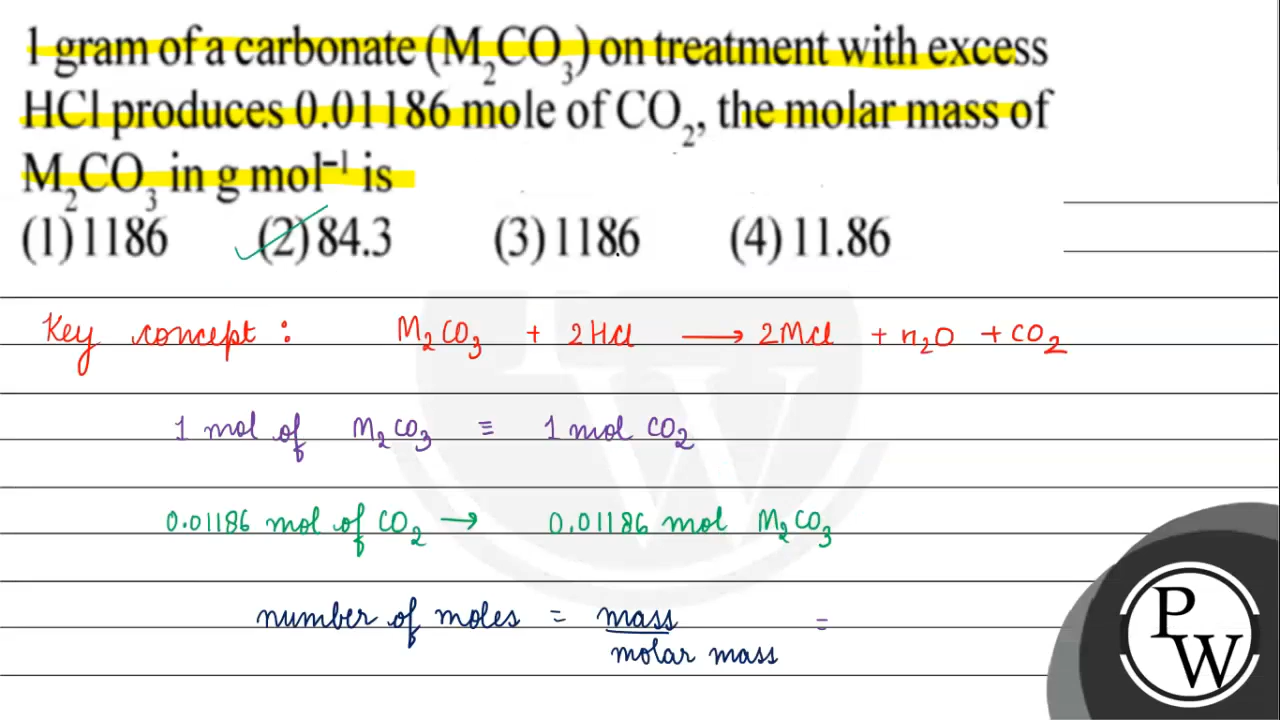 1 gram of a carbonate (M₂CO₃) on treatment with excess
HCl produces 0.01186 mole of CO₂, the molar mass of
M₂CO₃ in g mol⁻¹ is
(1) 1186 (2) 84.3 (3) 118.6 (4) 11.86
Key concept : M₂CO₃ + 2HCl ⟶ 2MCl + H₂O + CO₂
1 mol of M₂CO₃ ≡ 1 mol CO₂
0.01186 mol of CO₂ → 0.01186 mol M₂CO₃
number of moles = mass =
molar mass
PW